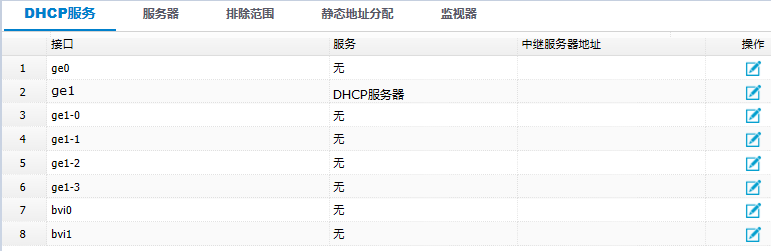 DHCP服务 服务器 排除范围 静态地址分配 监视器
接口 服务 中继服务器地址 操作
1 ge0 无
2 ge1 DHCP服务器
3 ge1-0 无
4 ge1-1 无
5 ge1-2 无
6 ge1-3 无
7 bvi0 无
8 bvi1 无